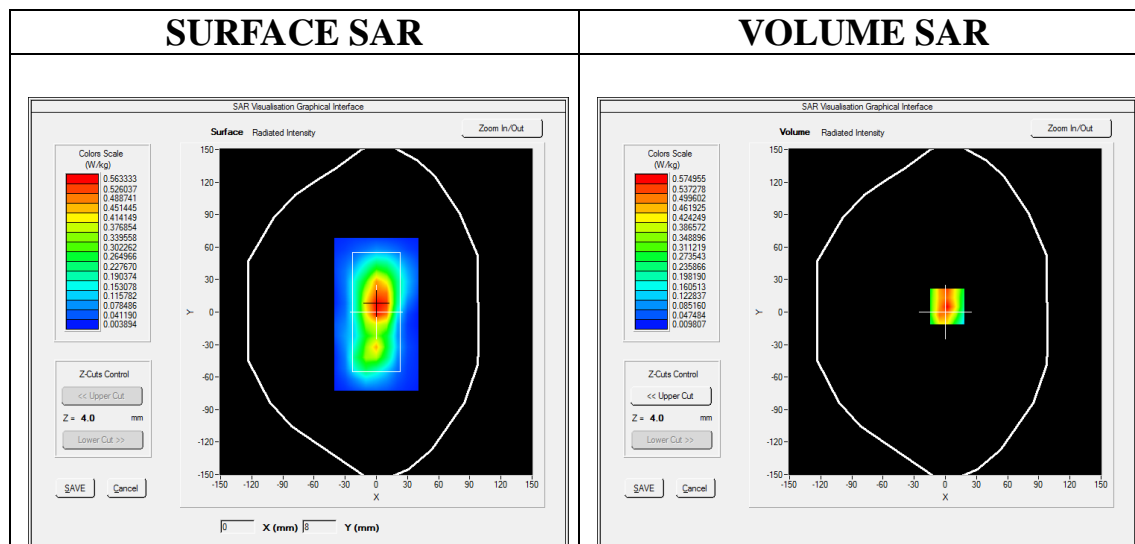 SURFACE SAR
VOLUME SAR
SAR Visualisation Graphical Interface
Surface Radiated Intensity
Zoom In/Out
Colors Scale
(W/kg)
0.563333
0.526037
0.488741
0.451445
0.414149
0.376854
0.339558
0.302262
0.264966
0.227670
0.190374
0.153078
0.115782
0.078486
0.041190
0.003894
150
120
90
60
30
0
-30
-60
-90
-120
-150
Y
-150 -120 -90 -60 -30 0 30 60 90 120 150
X
Z-Cuts Control
<< Upper Cut
Z = 4.0 mm
Lower Cut >>
SAVE Cancel
0 X (mm) 8 Y (mm)
SAR Visualisation Graphical Interface
Volume Radiated Intensity
Zoom In/Out
Colors Scale
(W/kg)
0.574955
0.537278
0.499602
0.461925
0.424249
0.386572
0.348896
0.311219
0.273543
0.235866
0.198190
0.160513
0.122837
0.085160
0.047484
0.009807
150
120
90
60
30
0
-30
-60
-90
-120
-150
Y
-150 -120 -90 -60 -30 0 30 60 90 120 150
X
Z-Cuts Control
<< Upper Cut
Z = 4.0 mm
Lower Cut >>
SAVE Cancel